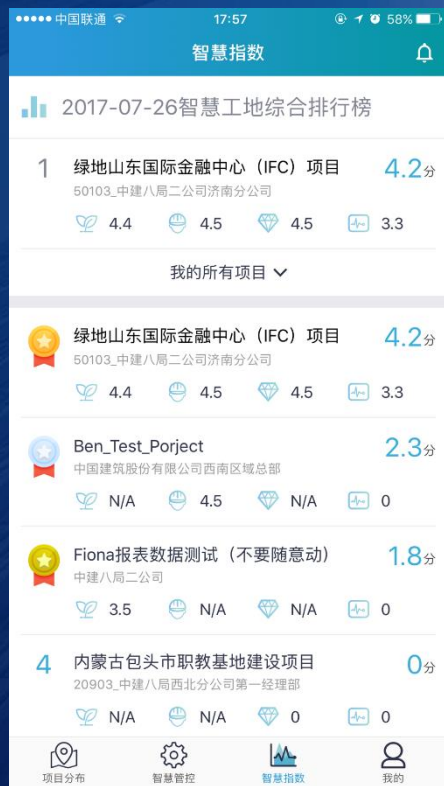 中国联通 17:57 58%
智慧指数
2017-07-26智慧工地综合排行榜
1 绿地山东国际金融中心（IFC）项目 4.2分
50103_中建八局二公司济南分公司
4.4 4.5 4.5 3.3
我的所有项目
绿地山东国际金融中心（IFC）项目 4.2分
50103_中建八局二公司济南分公司
4.4 4.5 4.5 3.3
Ben_Test_Porject 2.3分
中国建筑股份有限公司西南区域总部
N/A 4.5 N/A 0
Fiona报表数据测试（不要随意动） 1.8分
中建八局二公司
3.5 N/A N/A 0
4 内蒙古包头市职教基地建设项目 0分
20903_中建八局西北分公司第一经理部
N/A N/A 0 0
项目分布 智慧管控 智慧指数 我的